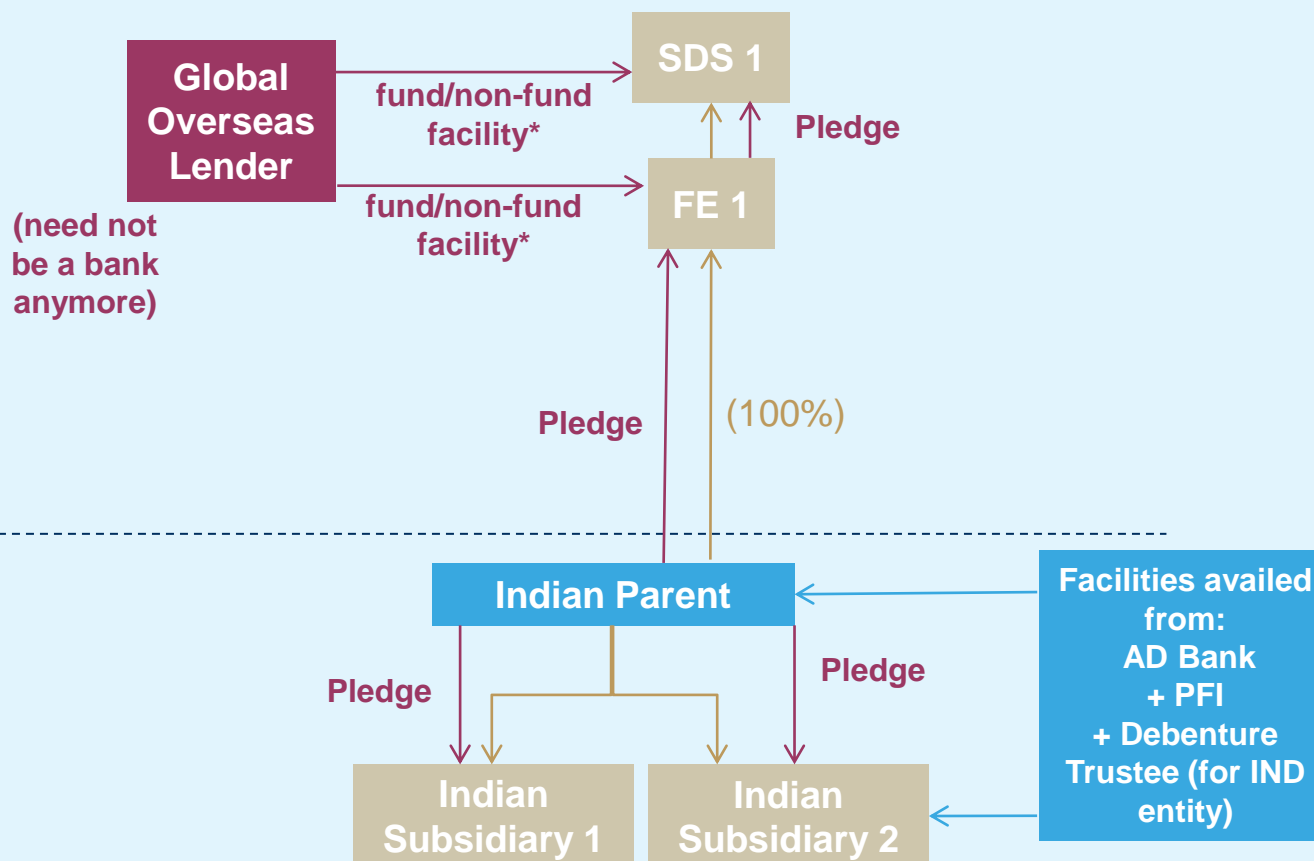 SDS 1
Global
Overseas
Lender
fund/non-fund
facility*
Pledge
FE 1
fund/non-fund
facility*
(need not
be a bank
anymore)
Pledge
(100%)
Indian Parent
Facilities availed
from:
AD Bank
+ PFI
+ Debenture
Trustee (for IND
entity)
Pledge
Pledge
Indian
Subsidiary 1
Indian
Subsidiary 2